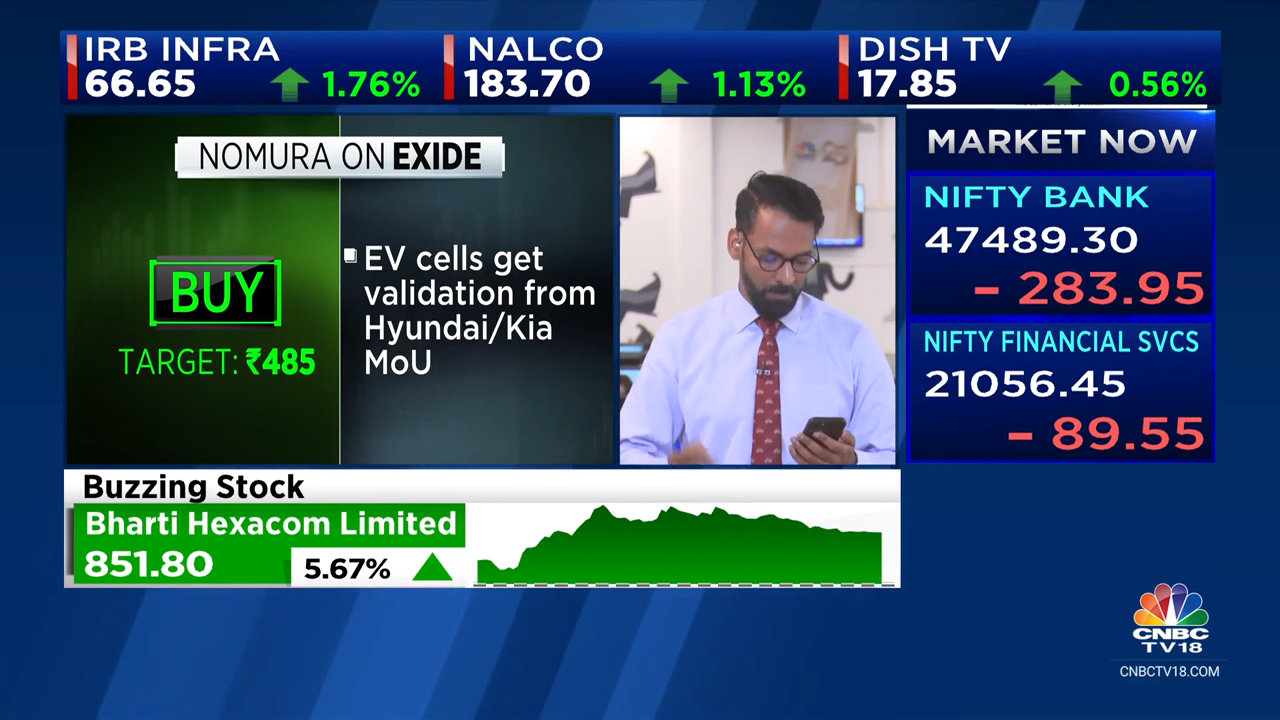 IRB INFRA
66.65 1.76%
NALCO
183.70 1.13%
DISH TV
17.85 0.56%
NOMURA ON EXIDE
BUY
TARGET: ₹485
EV cells get
validation from
Hyundai/Kia
MoU
MARKET NOW
NIFTY BANK
47489.30
- 283.95
NIFTY FINANCIAL SVCS
21056.45
- 89.55
Buzzing Stock
Bharti Hexacom Limited
851.80 5.67%
CNBC
TV18
CNBCTV18.COM